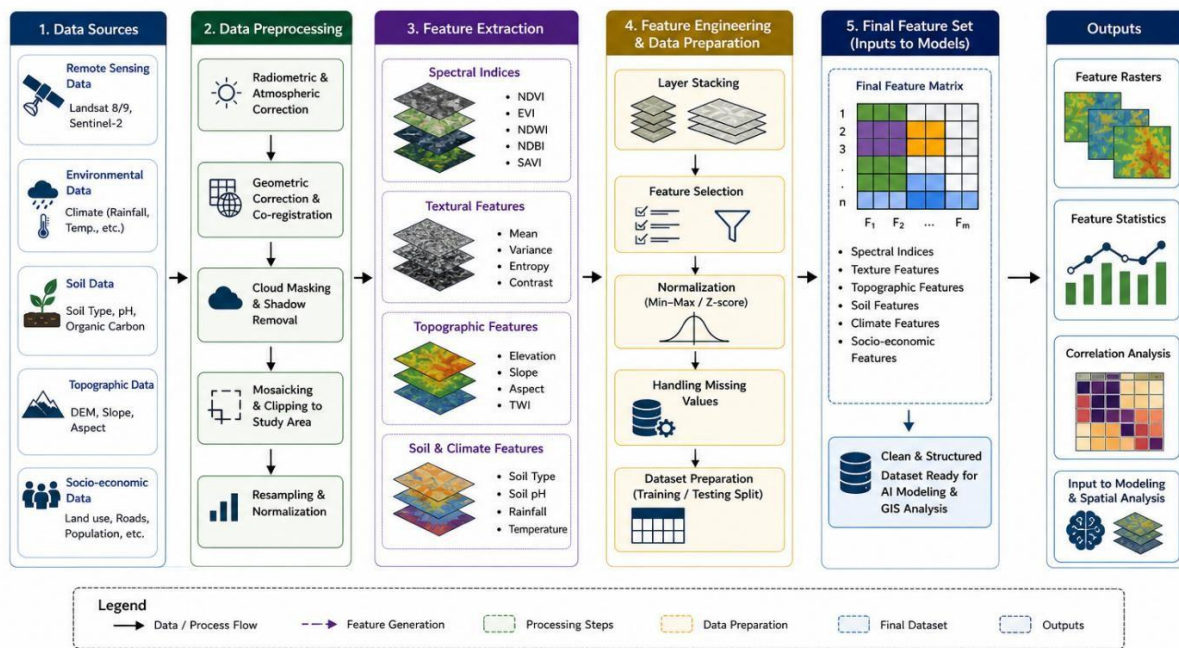 1. Data Sources
Remote Sensing
Data
Landsat 8/9,
Sentinel-2
Environmental
Data
Climate (Rainfall,
Temp., etc.)
Soil Data
Soil Type, pH,
Organic Carbon
Topographic Data
DEM, Slope,
Aspect
Socio-economic
Data
Land use, Roads,
Population, etc.
2. Data Preprocessing
Radiometric &
Atmospheric
Correction
Geometric
Correction &
Co-registration
Cloud Masking
& Shadow
Removal
Mosaicking
& Clipping to
Study Area
Resampling &
Normalization
3. Feature Extraction
Spectral Indices
• NDVI
• EVI
• NDWI
• NDBI
• SAVI
Textural Features
• Mean
• Variance
• Entropy
• Contrast
Topographic Features
• Elevation
• Slope
• Aspect
• TWI
Soil & Climate Features
• Soil Type
• Soil pH
• Rainfall
• Temperature
4. Feature Engineering
& Data Preparation
Layer Stacking
Feature Selection
Normalization
(Min–Max / Z-score)
Handling Missing
Values
Dataset Preparation
(Training / Testing Split)
5. Final Feature Set
(Inputs to Models)
Final Feature Matrix
1
2
3
.
.
n
F1 F2 ... Fm
• Spectral Indices
• Texture Features
• Topographic Features
• Soil Features
• Climate Features
• Socio-economic
Features
Clean & Structured
Dataset Ready for
AI Modeling &
GIS Analysis
Outputs
Feature Rasters
Feature Statistics
Correlation Analysis
Input to Modeling
& Spatial Analysis
Legend
Data / Process Flow
Feature Generation
Processing Steps
Data Preparation
Final Dataset
Outputs